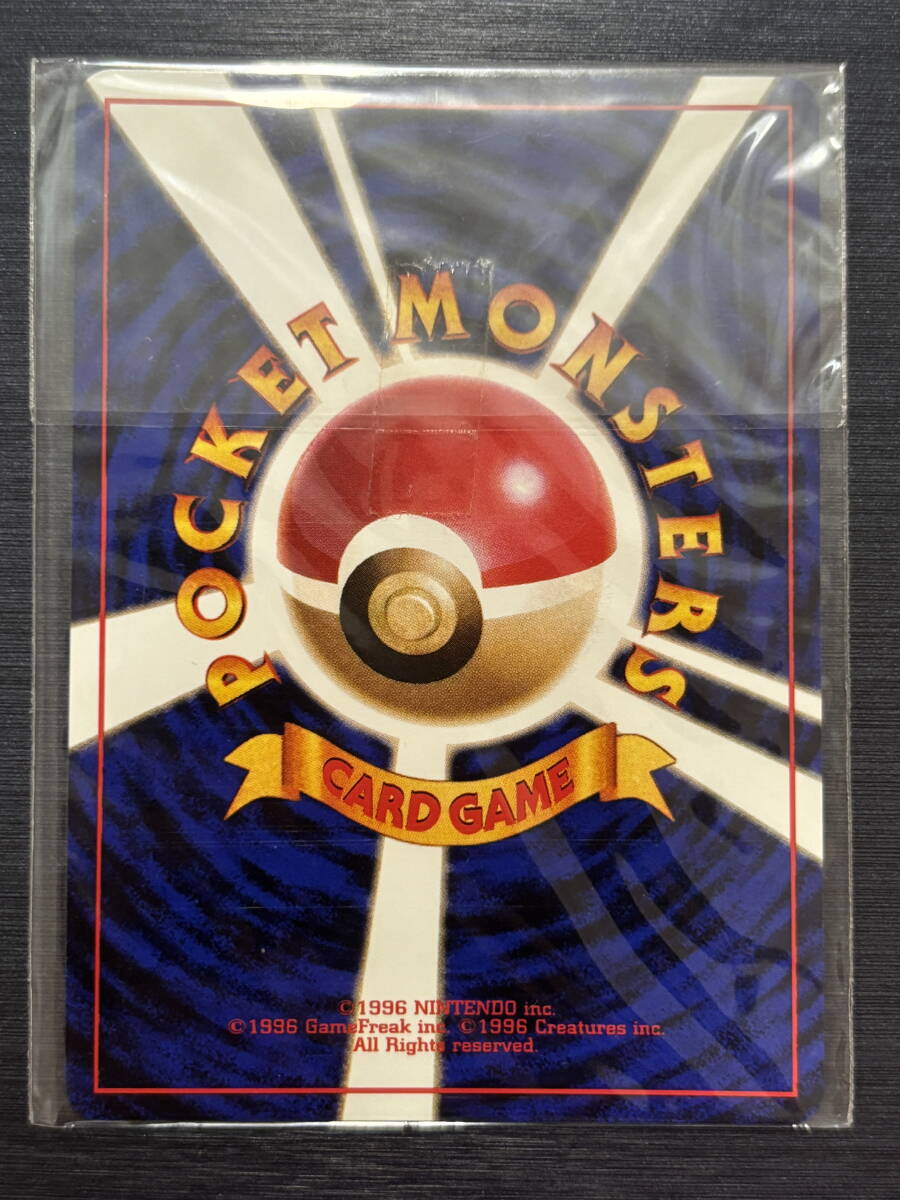 POCKET MONSTERS
CARD GAME
©1996 NINTENDO inc.
©1996 GameFreak inc. ©1996 Creatures inc.
All Rights reserved.